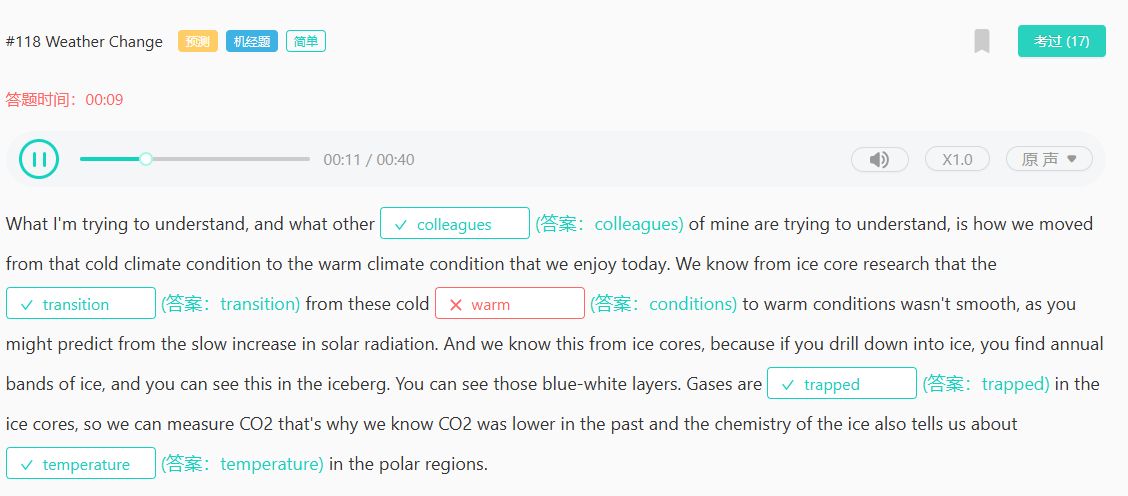 #118 Weather Change 预测 机经题 简单 考过 (17)
答题时间：00:09
00:11 / 00:40 X1.0 原 声
What I'm trying to understand, and what other colleagues (答案：colleagues) of mine are trying to understand, is how we moved
from that cold climate condition to the warm climate condition that we enjoy today. We know from ice core research that the
transition (答案：transition) from these cold warm (答案：conditions) to warm conditions wasn't smooth, as you
might predict from the slow increase in solar radiation. And we know this from ice cores, because if you drill down into ice, you find annual
bands of ice, and you can see this in the iceberg. You can see those blue-white layers. Gases are trapped (答案：trapped) in the
ice cores, so we can measure CO2 that's why we know CO2 was lower in the past and the chemistry of the ice also tells us about
temperature (答案：temperature) in the polar regions.